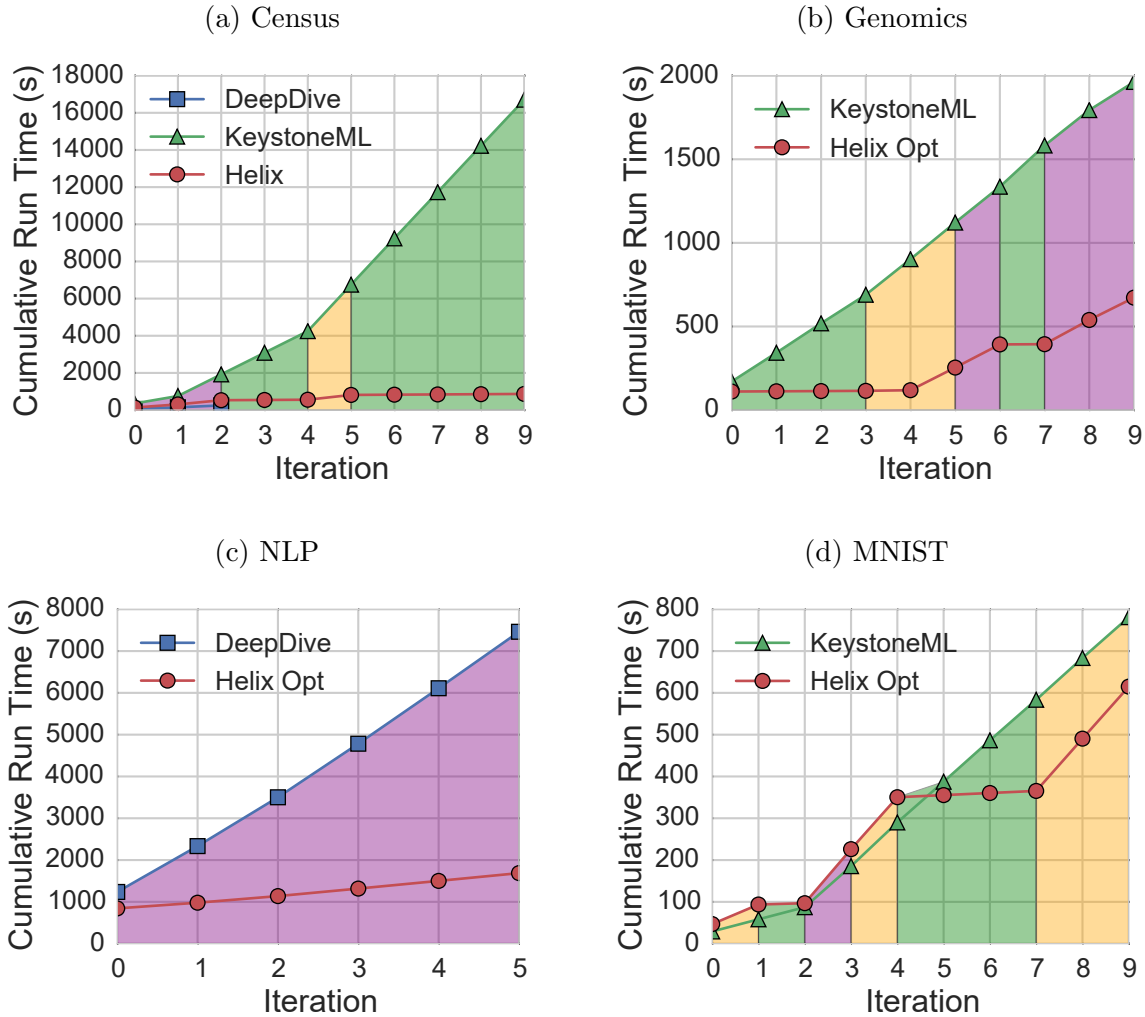 (a) Census
Cumulative Run Time (s)
18000
16000
14000
12000
10000
8000
6000
4000
2000
0
DeepDive
KeystoneML
Helix
0 1 2 3 4 5 6 7 8 9
Iteration
(b) Genomics
Cumulative Run Time (s)
2000
1500
1000
500
0
KeystoneML
Helix Opt
0 1 2 3 4 5 6 7 8 9
Iteration
(c) NLP
Cumulative Run Time (s)
8000
7000
6000
5000
4000
3000
2000
1000
0
DeepDive
Helix Opt
0 1 2 3 4 5
Iteration
(d) MNIST
Cumulative Run Time (s)
800
700
600
500
400
300
200
100
0
KeystoneML
Helix Opt
0 1 2 3 4 5 6 7 8 9
Iteration